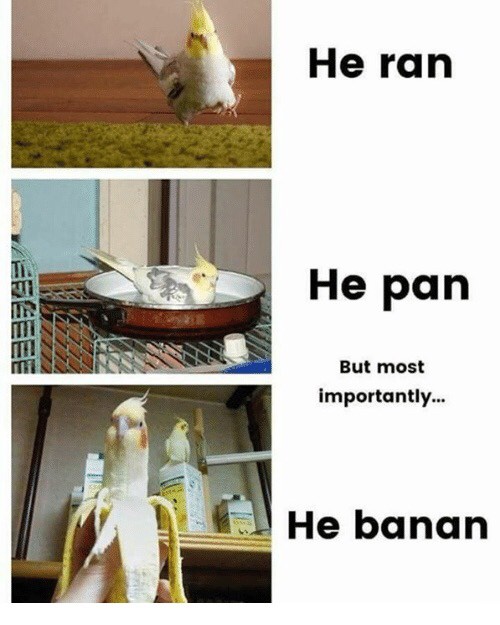 He ran
He pan
But most
importantly...
He banan